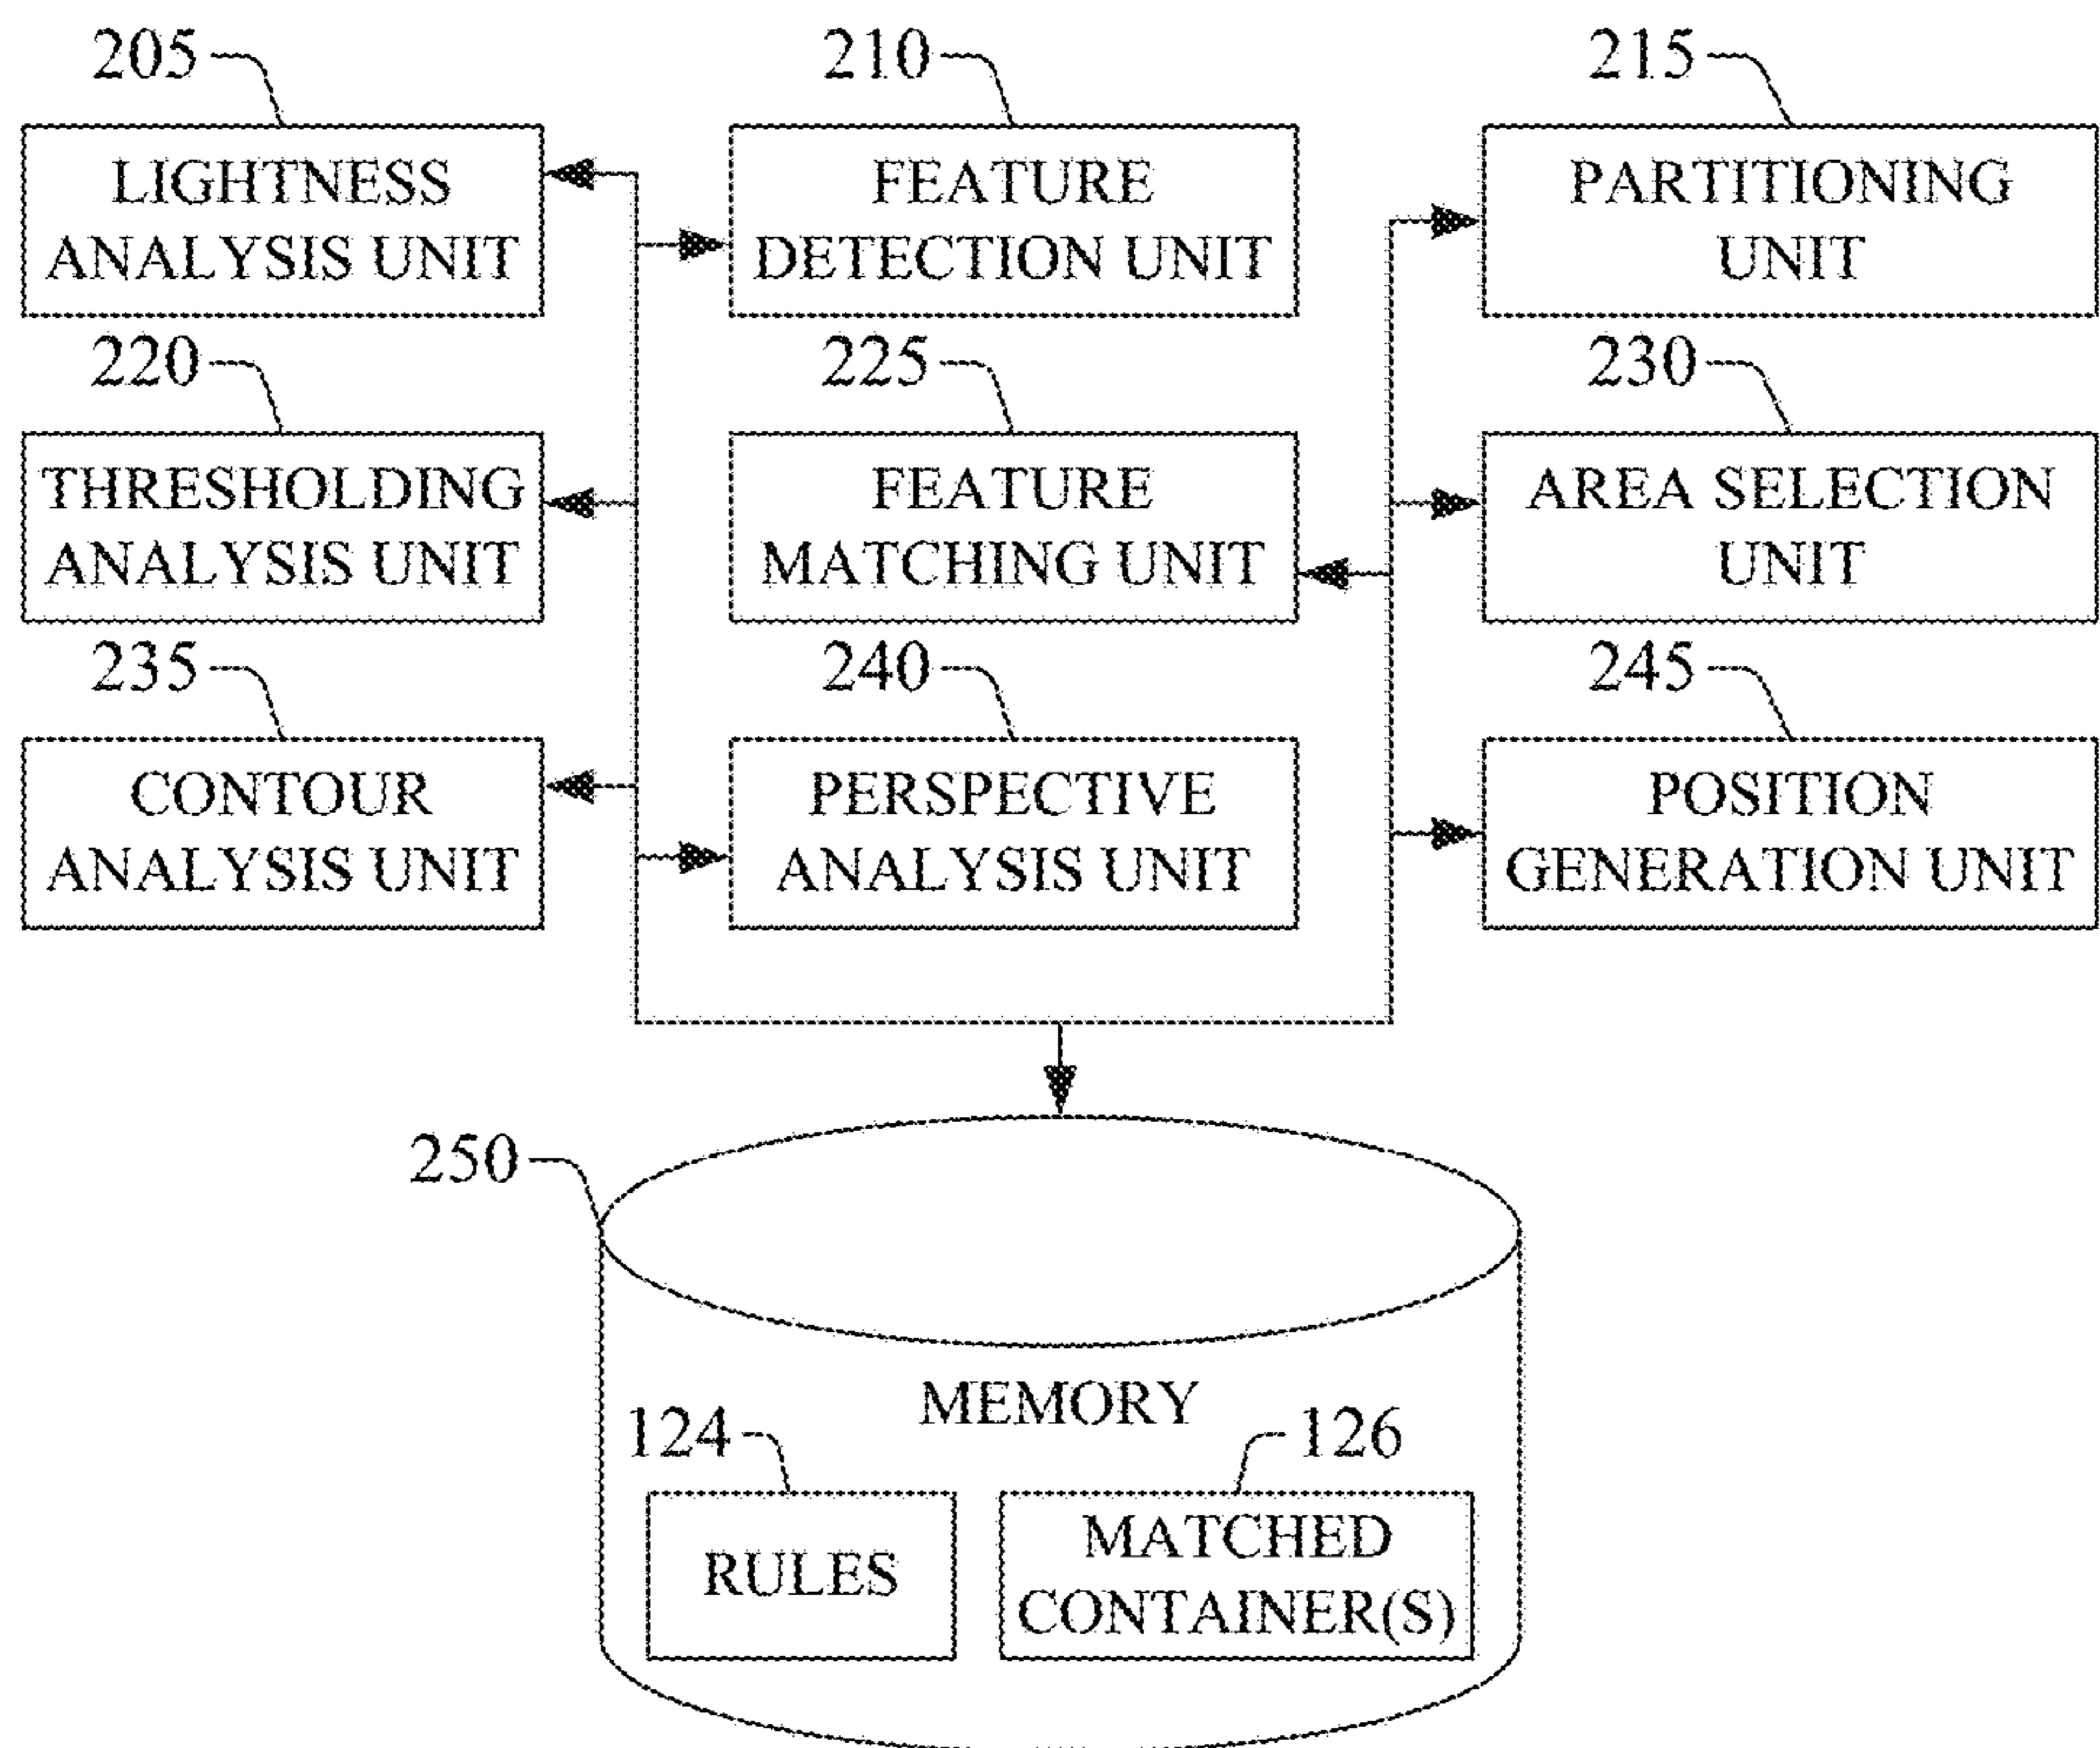 205
210
215
LIGHTNESS
ANALYSIS UNIT
FEATURE
DETECTION UNIT
PARTITIONING
UNIT
220
225
230
THRESHOLDING
ANALYSIS UNIT
FEATURE
MATCHING UNIT
AREA SELECTION
UNIT
235
240
245
CONTOUR
ANALYSIS UNIT
PERSPECTIVE
ANALYSIS UNIT
POSITION
GENERATION UNIT
250
MEMORY
124
126
RULES
MATCHED
CONTAINER(S)